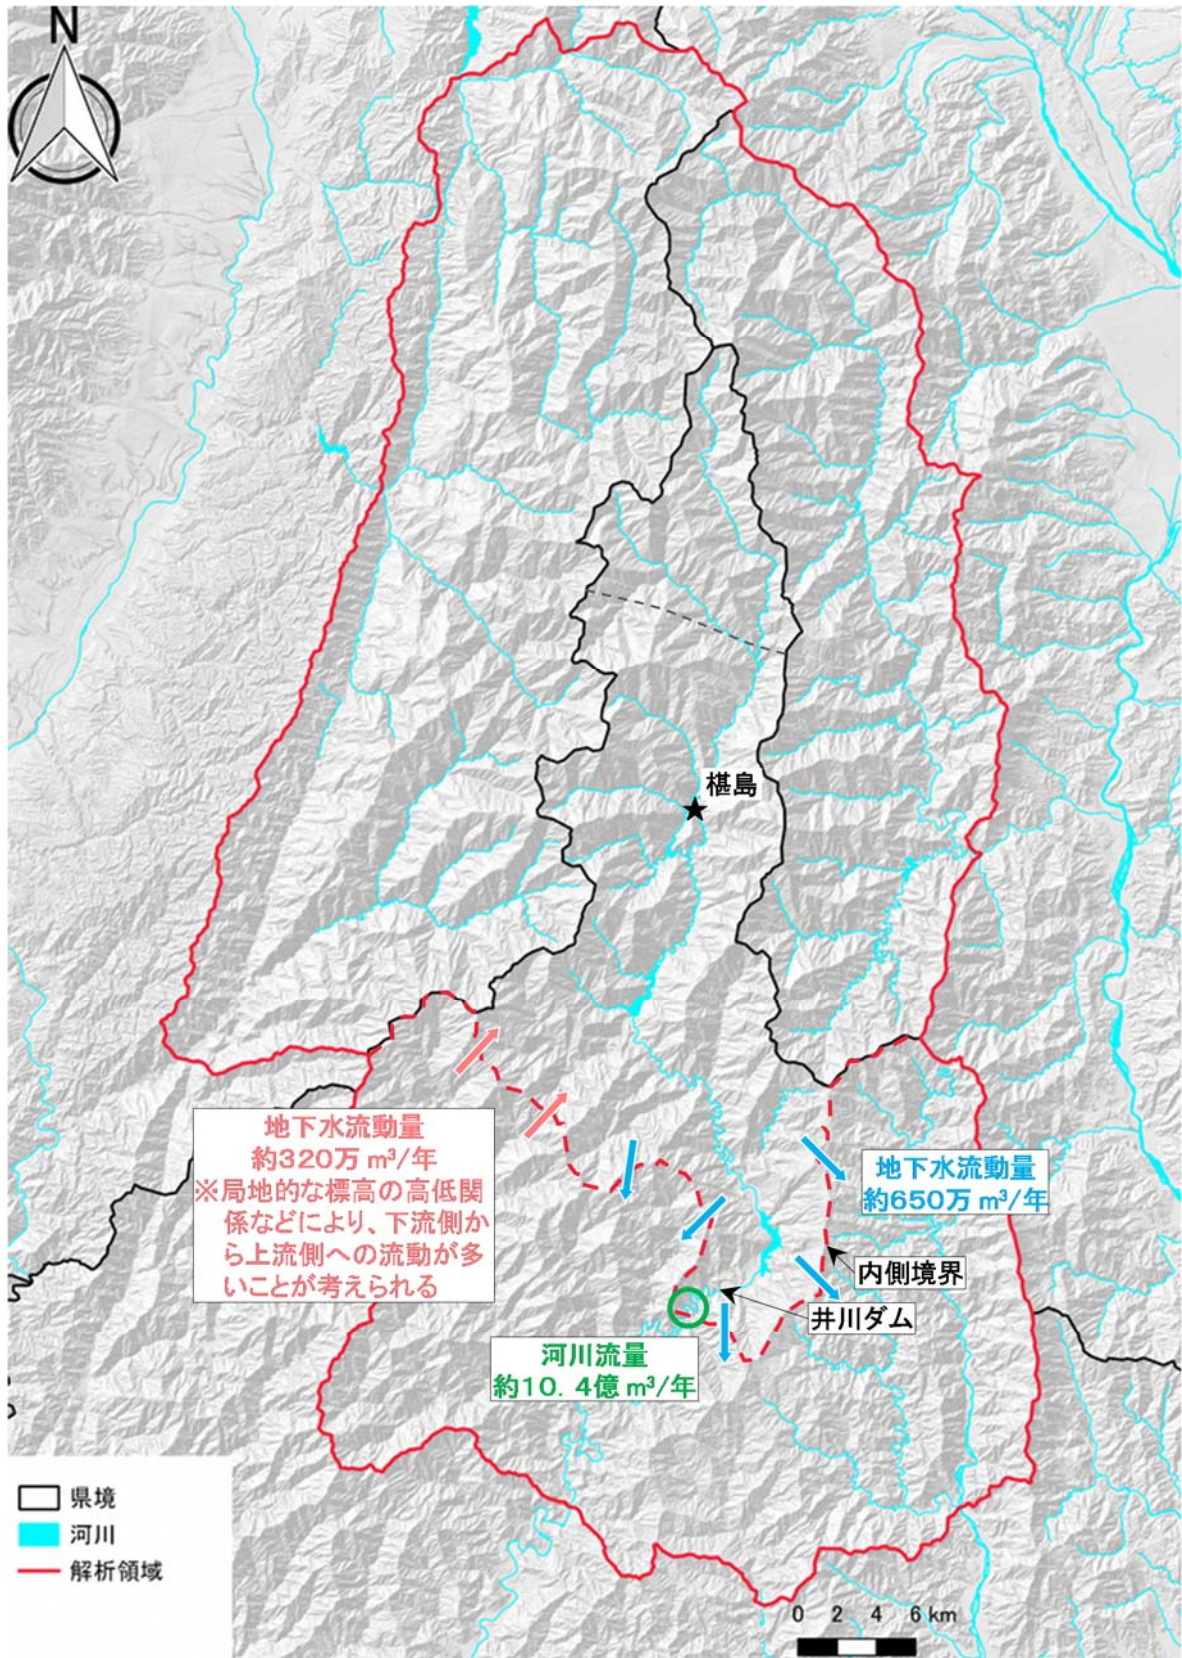 N
椹島
地下水流動量
約320万 m³/年
※局地的な標高の高低関
係などにより、下流側か
ら上流側への流動が多
いことが考えられる
地下水流動量
約650万 m³/年
内側境界
井川ダム
河川流量
約10.4億 m³/年
県境
河川
解析領域
0 2 4 6 km